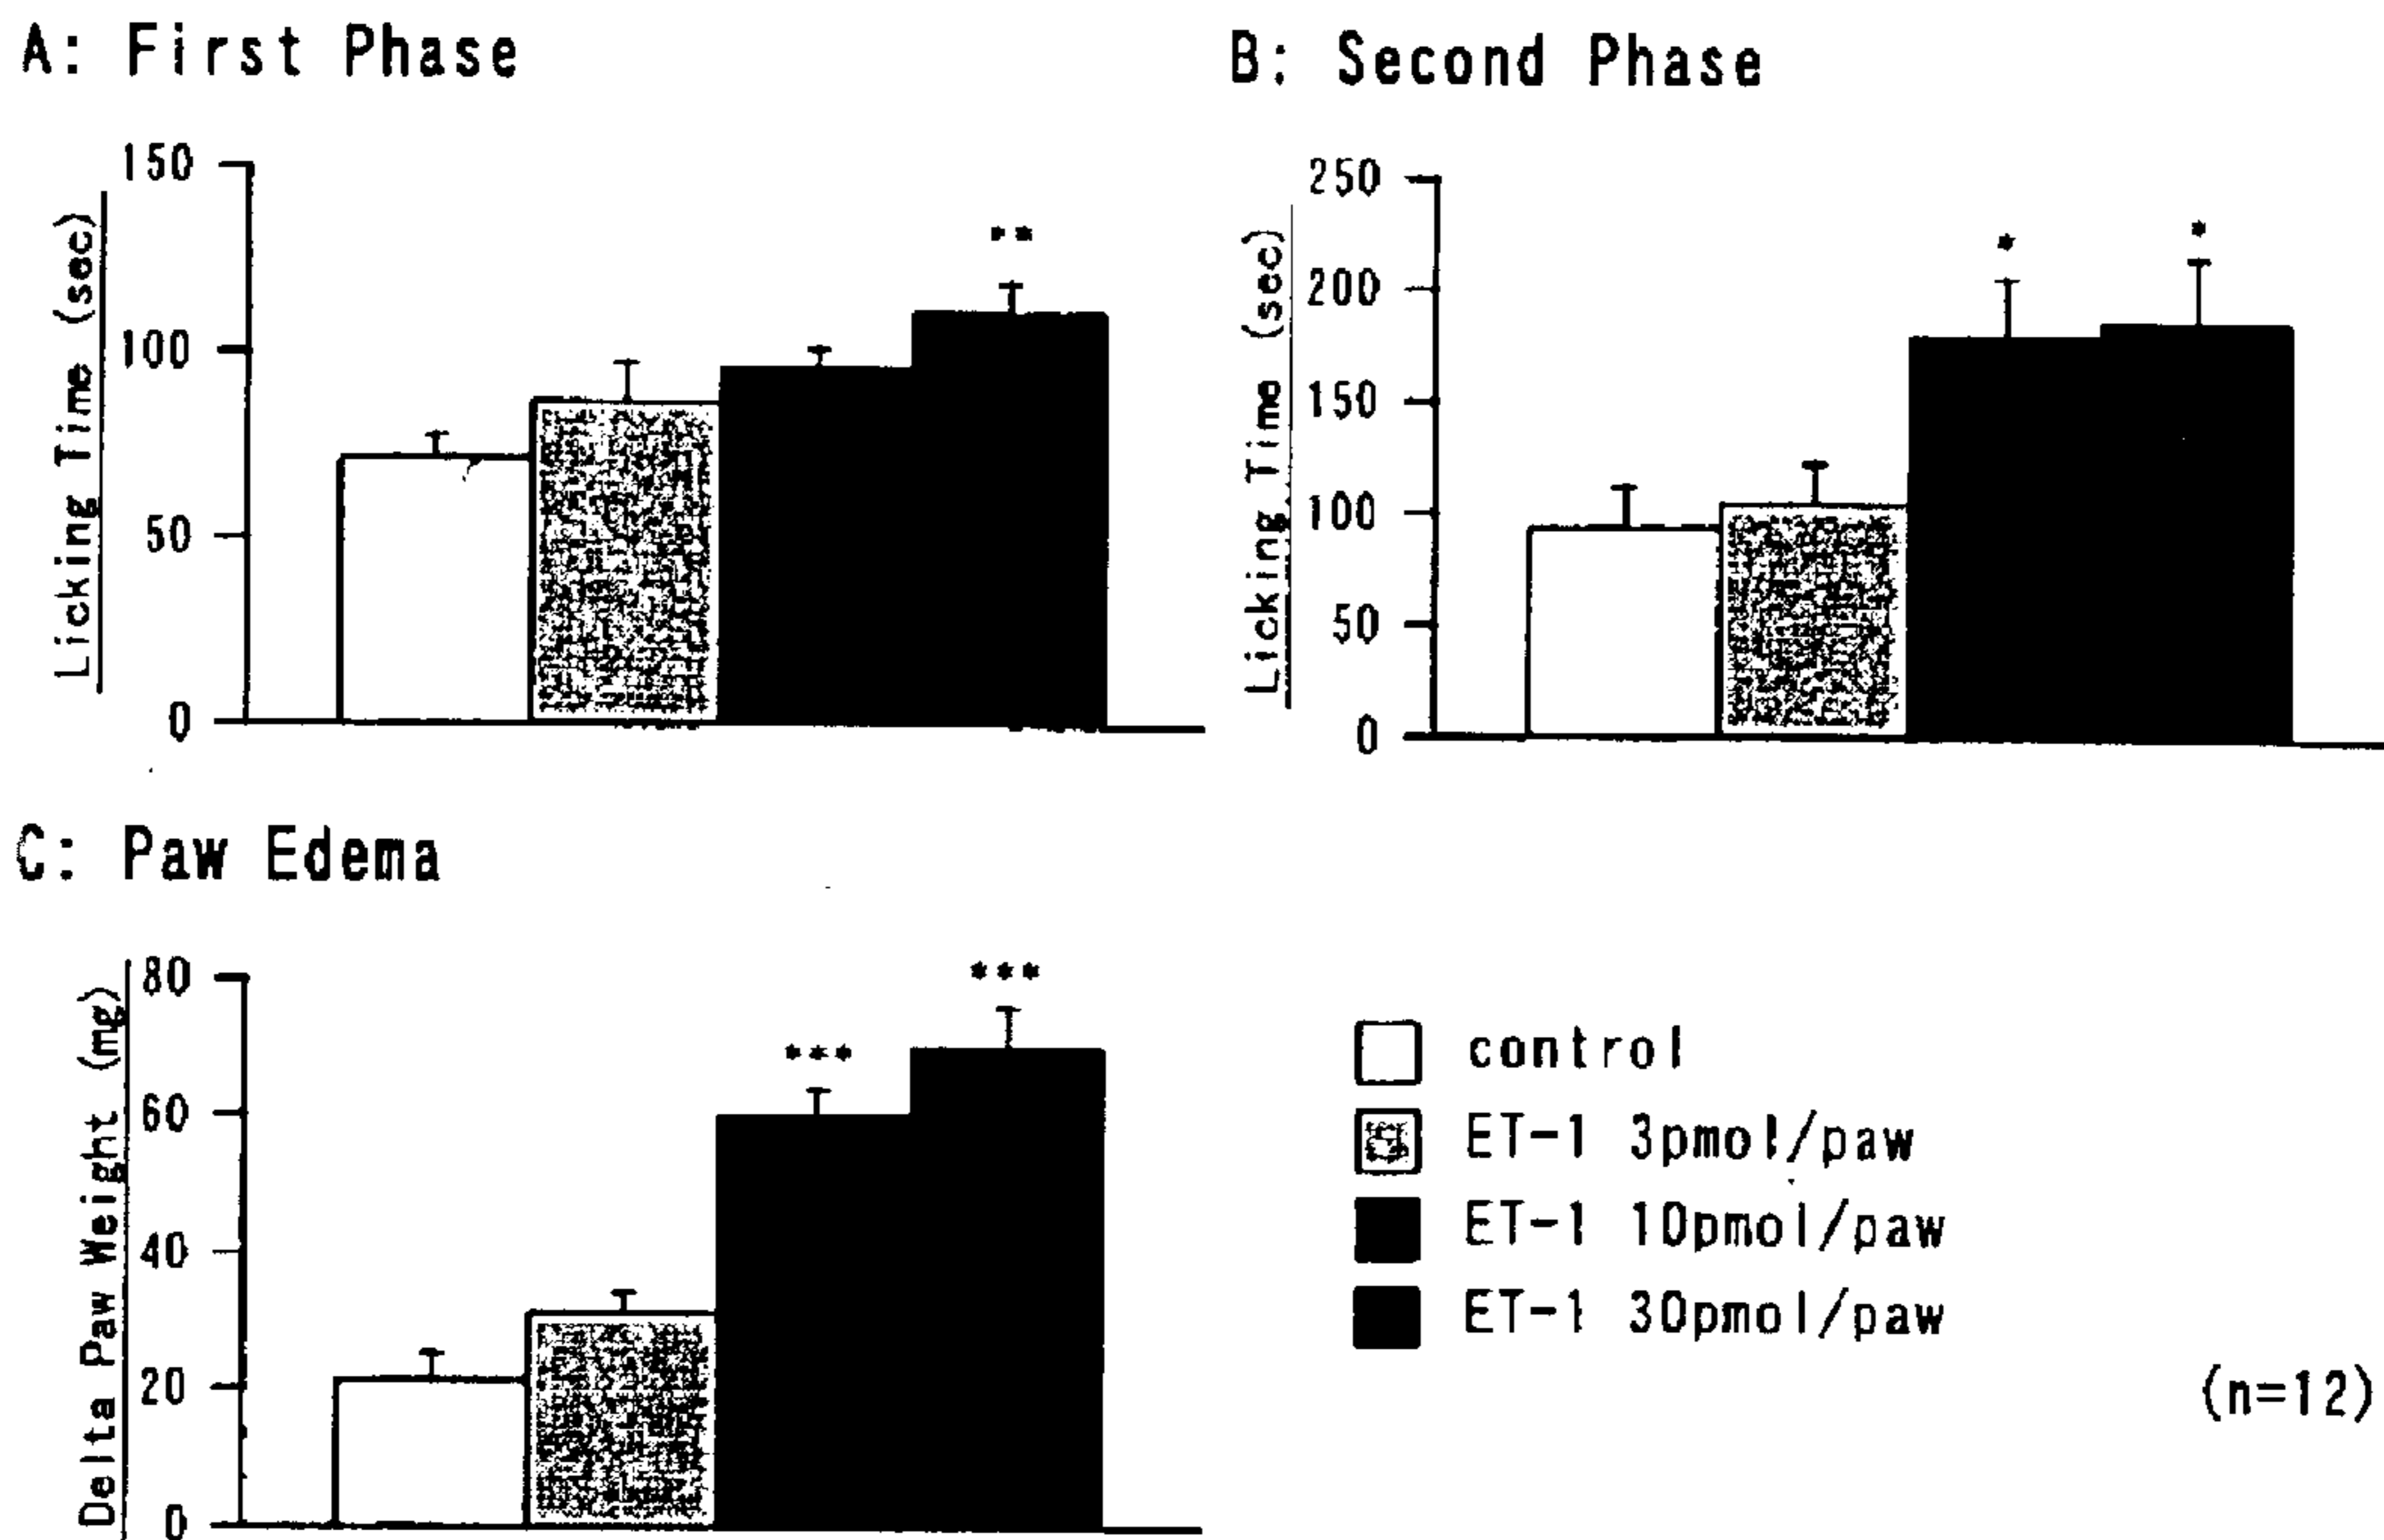 A: First Phase
Licking Time (sec)
150
100
50
0
**
B: Second Phase
Licking Time (sec)
250
200
150
100
50
0
*
*
C: Paw Edema
Delta Paw Weight (mg)
80
60
40
20
0
***
***
control
ET-1 3pmol/paw
ET-1 10pmol/paw
ET-1 30pmol/paw
(n=12)